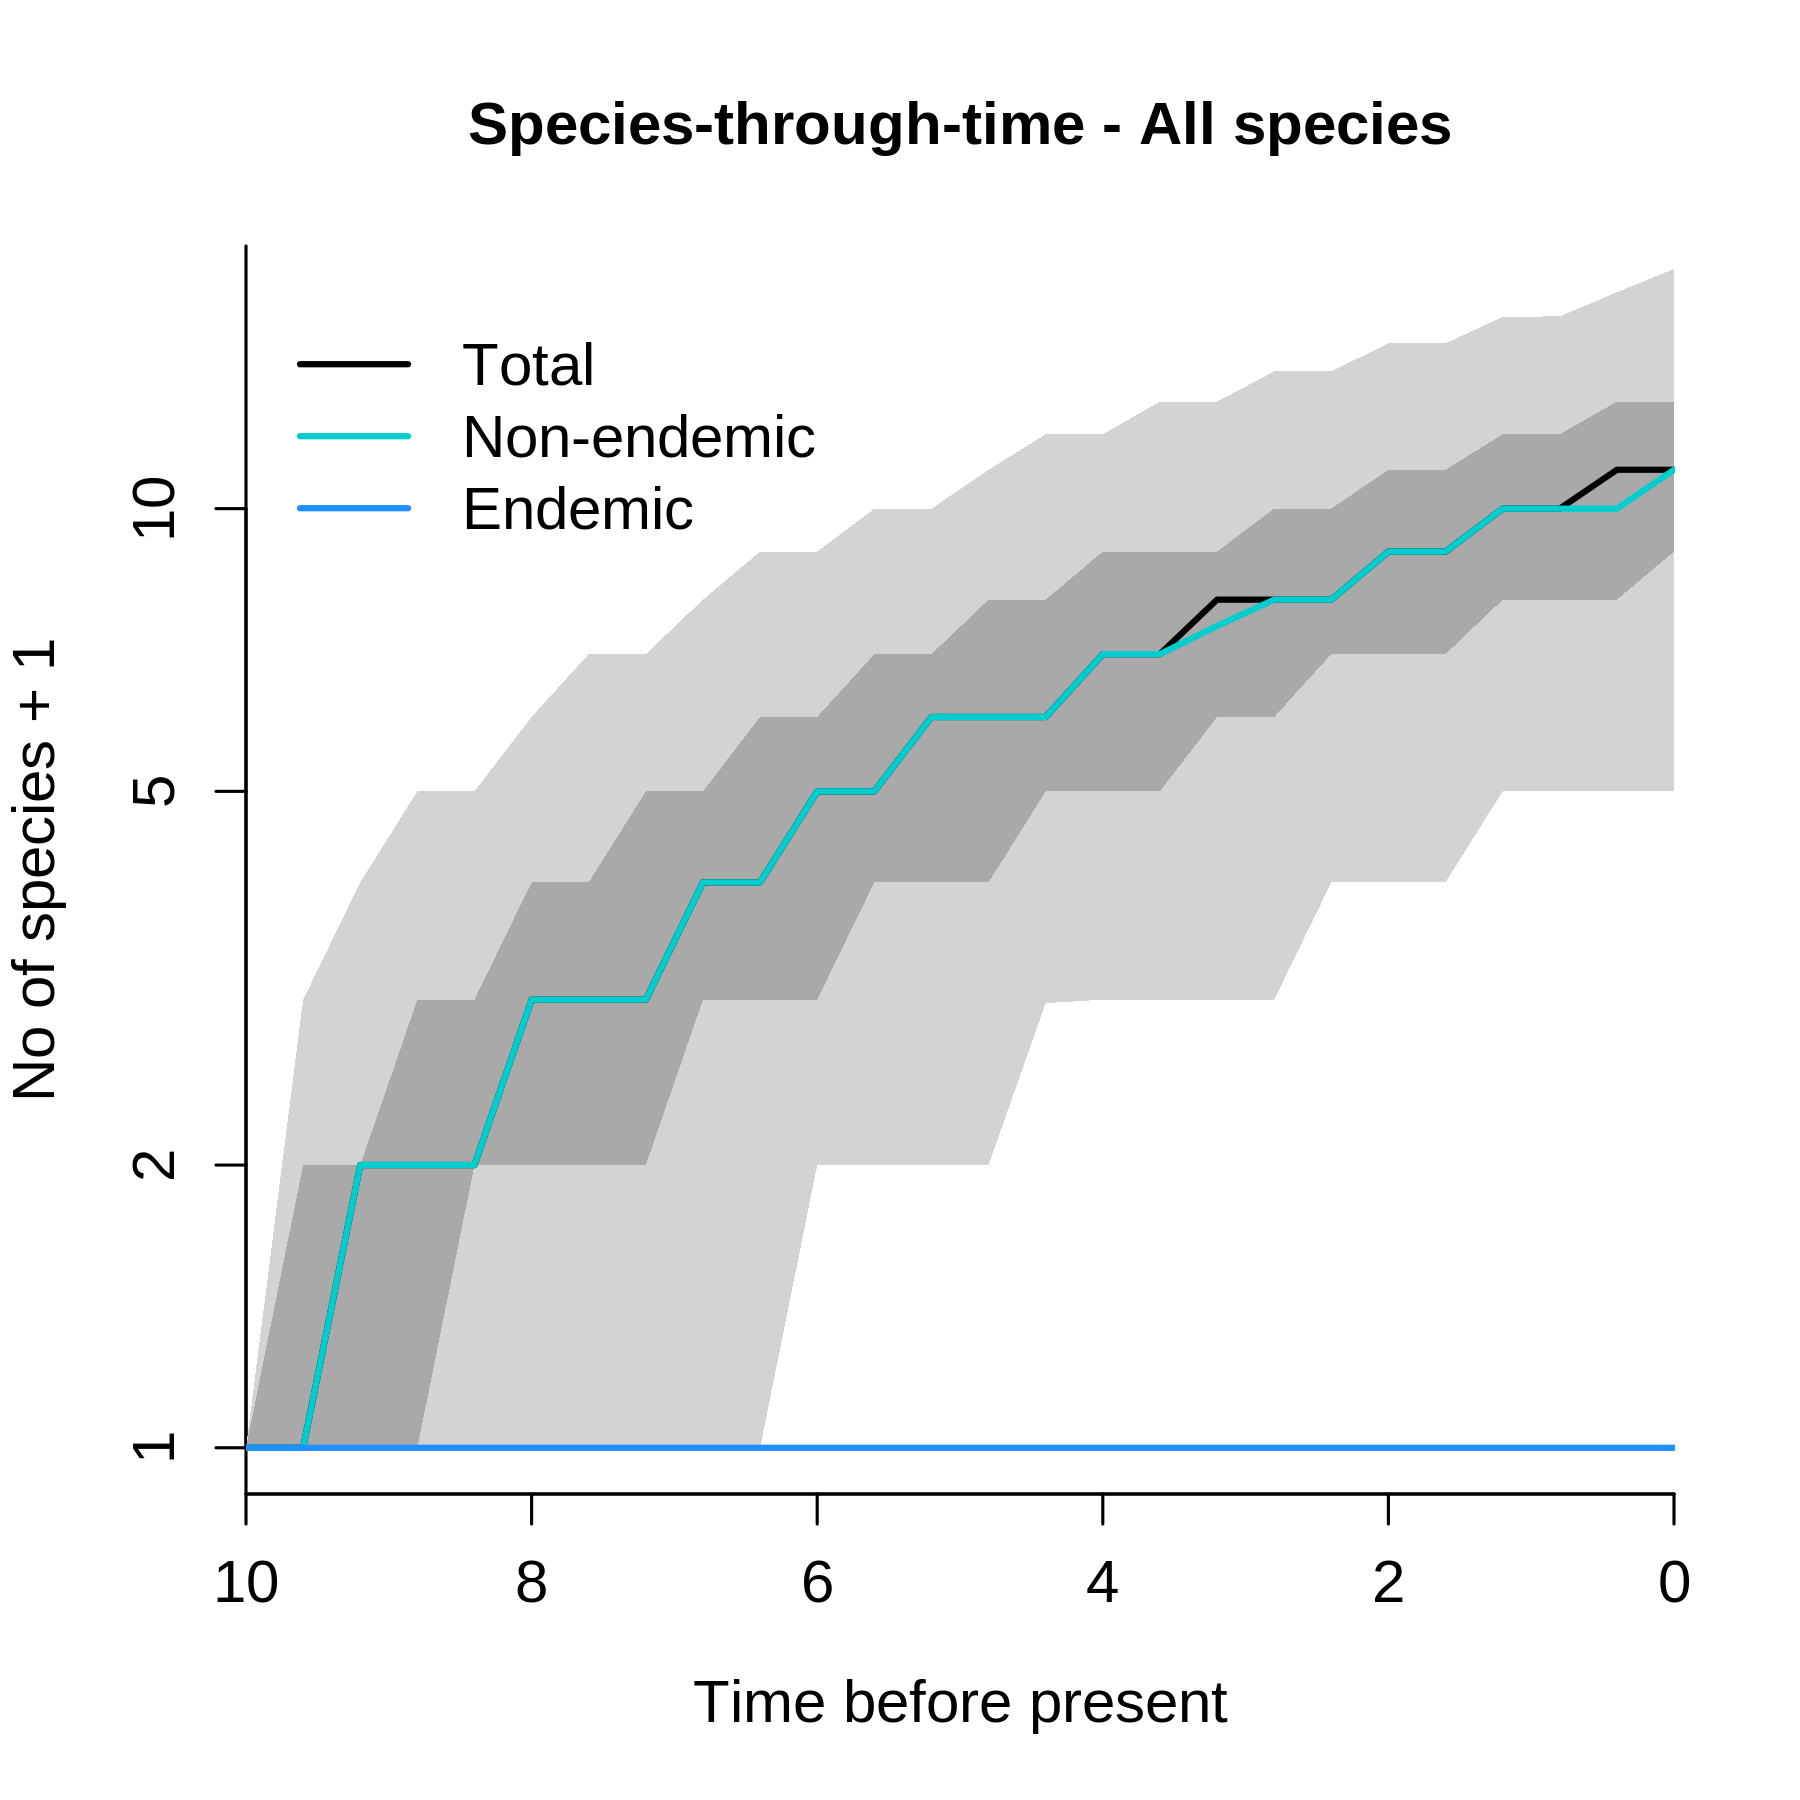 Species-through-time - All species
Total
Non-endemic
Endemic
No of species + 1
10
5
2
1
10 8 6 4 2 0
Time before present